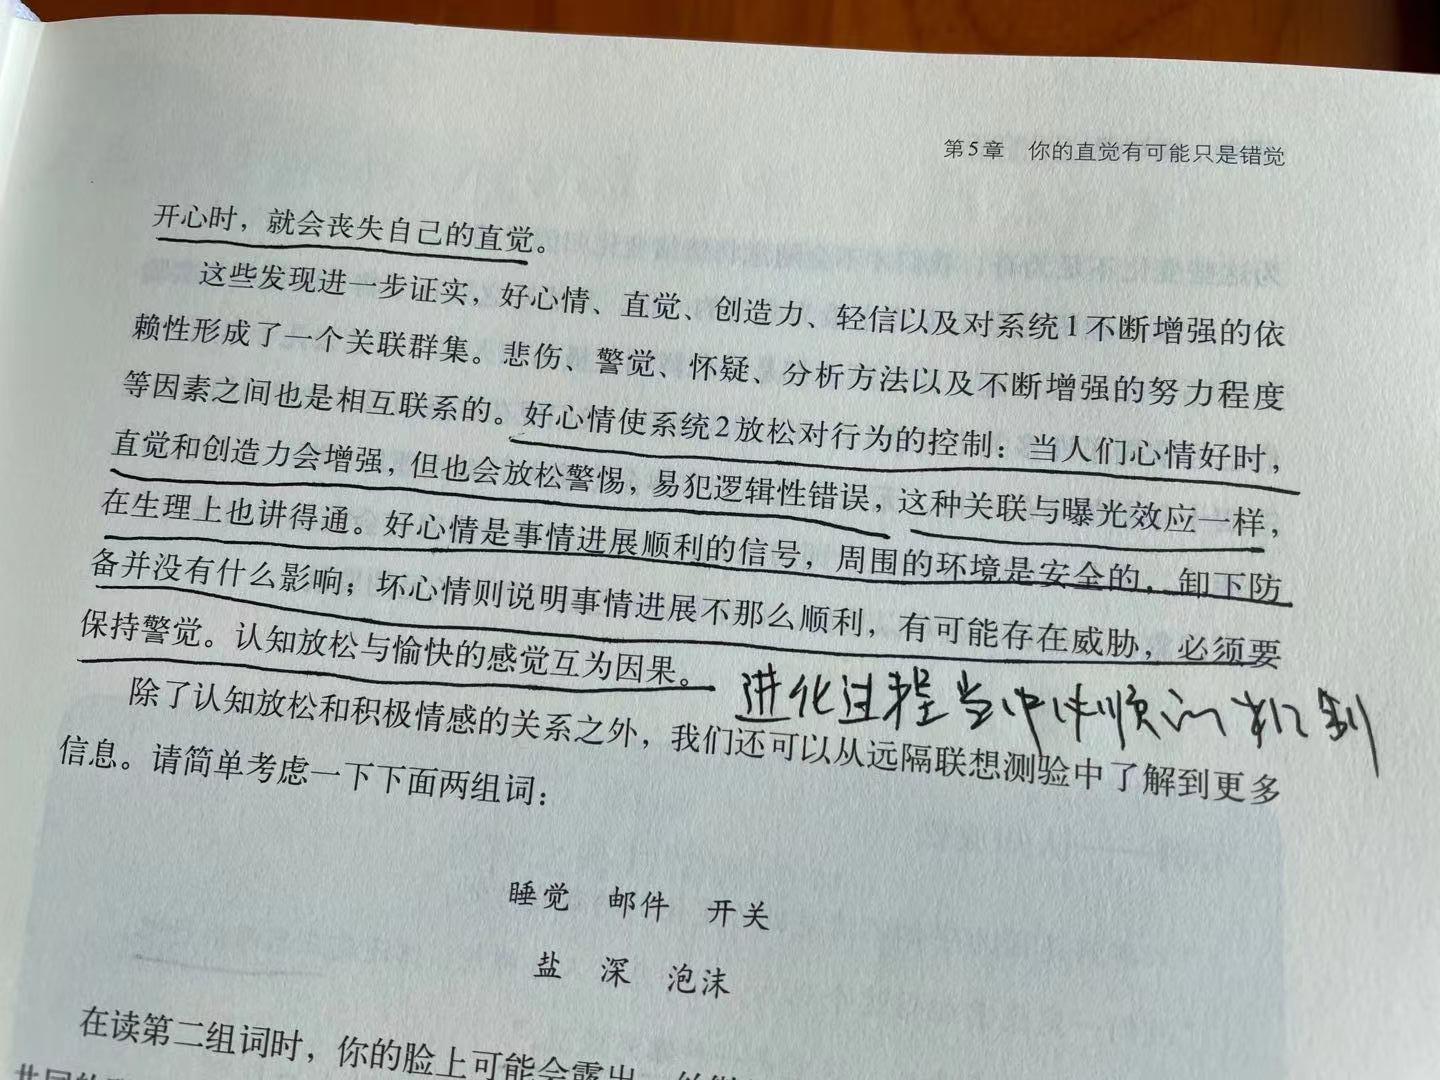 第5章 你的直觉有可能只是错觉
开心时，就会丧失自己的直觉。
这些发现进一步证实，好心情、直觉、创造力、轻信以及对系统1不断增强的依
赖性形成了一个关联群集。悲伤、警觉、怀疑、分析方法以及不断增强的努力程度
等因素之间也是相互联系的。好心情使系统2放松对行为的控制：当人们心情好时，
直觉和创造力会增强，但也会放松警惕，易犯逻辑性错误，这种关联与曝光效应一样，
在生理上也讲得通。好心情是事情进展顺利的信号，周围的环境是安全的，卸下防
备并没有什么影响；坏心情则说明事情进展不那么顺利，有可能存在威胁，必须要
保持警觉。认知放松与愉快的感觉互为因果。
进化过程当中 的机制
除了认知放松和积极情感的关系之外，我们还可以从远隔联想测验中了解到更多
信息。请简单考虑一下下面两组词：
睡觉 邮件 开关
盐 深 泡沫
在读第二组词时，你的脸上可能会露出一丝